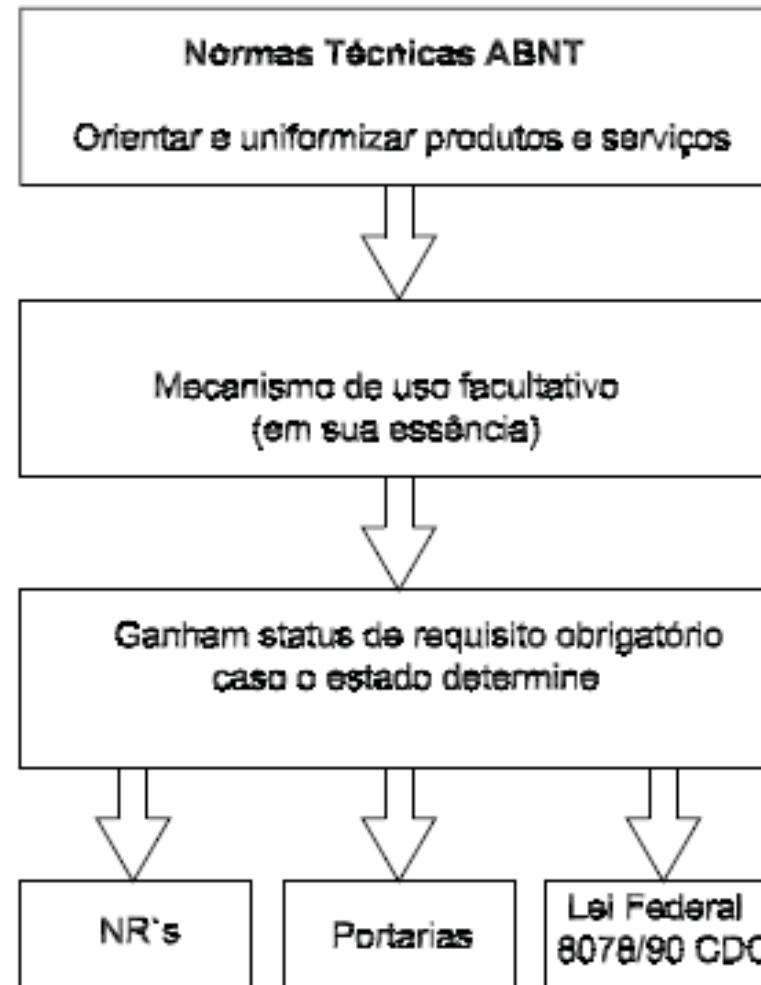 Normas Técnicas ABNT
Orientar e uniformizar produtos e serviços
Mecanismo de uso facultativo
(em sua essência)
Ganham status de requisito obrigatório
caso o estado determine
NR`s
Portarias
Lei Federal
8078/90 CDC